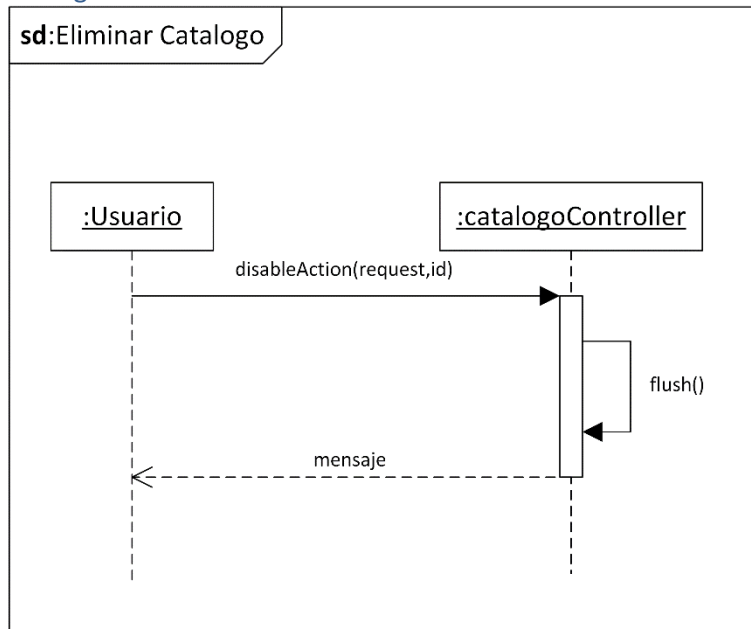 sd:Eliminar Catalogo
:Usuario
:catalogoController
disableAction(request,id)
flush()
mensaje